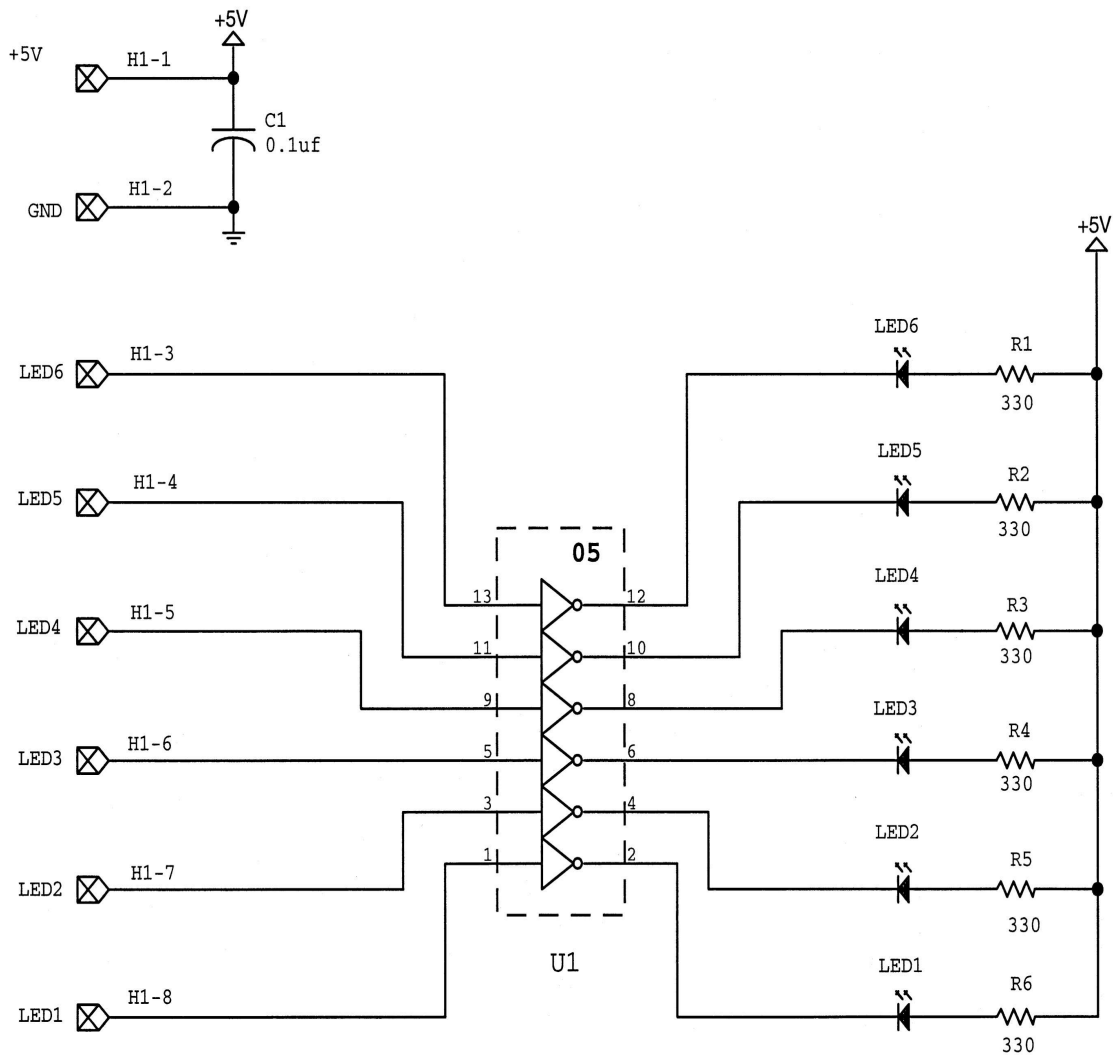 +5V
+5V
H1-1
C1
0.1uf
H1-2
GND
+5V
LED6
H1-3
LED6
R1
330
LED5
H1-4
LED5
R2
330
05
LED4
H1-5
LED4
R3
330
13
12
11
10
9
8
LED3
H1-6
5
6
LED3
R4
330
3
4
1
2
LED2
H1-7
LED2
R5
330
U1
LED1
H1-8
LED1
R6
330